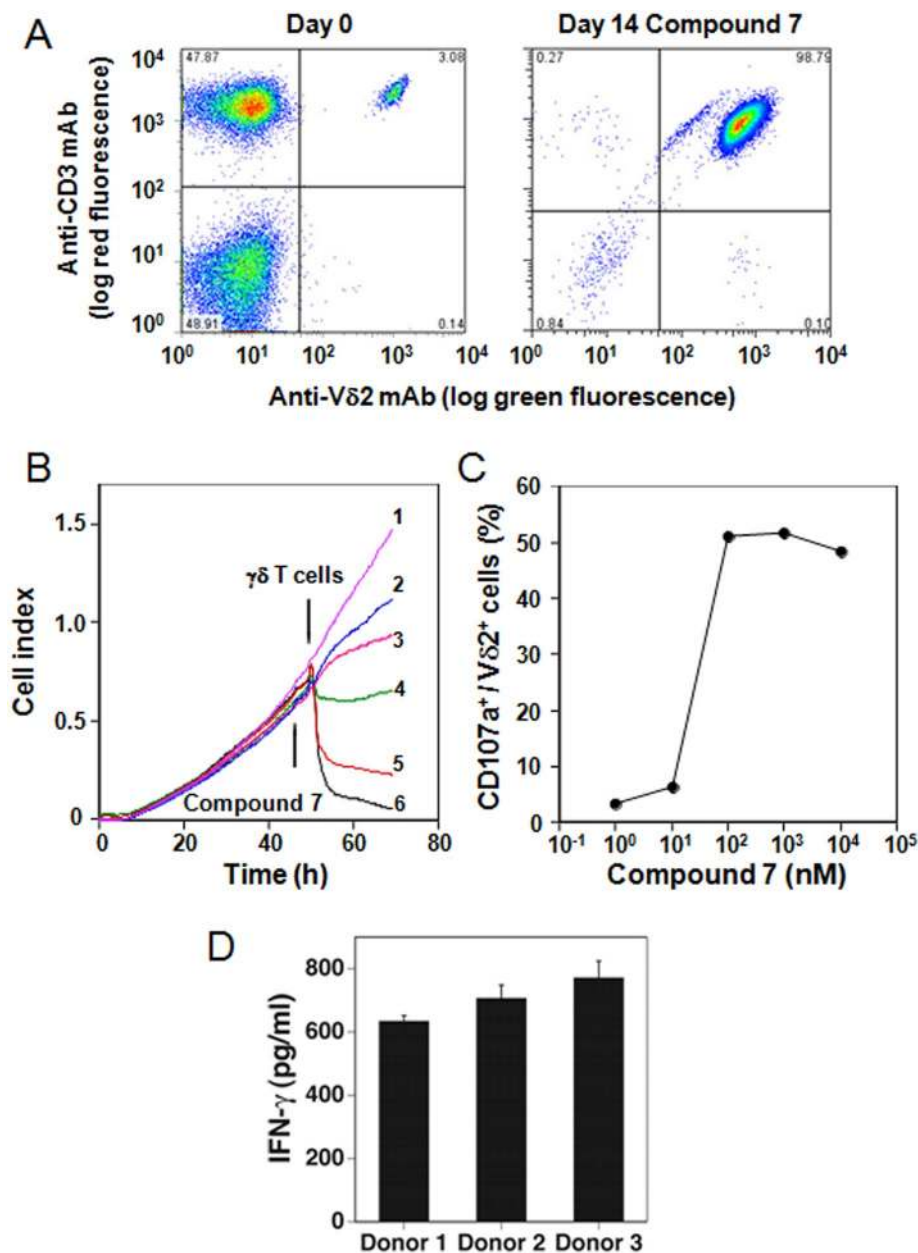 A
Day 0
Day 14 Compound 7
Anti-CD3 mAb
(log red fluorescence)
10⁴
10³
10²
10¹
10⁰
47.87
3.08
48.91
0.14
0.27
98.79
0.84
0.10
10⁰ 10¹ 10² 10³ 10⁴
10⁰ 10¹ 10² 10³ 10⁴
Anti-Vδ2 mAb (log green fluorescence)
B
Cell index
1.5
1.0
0.5
0
γδ T cells
Compound 7
1
2
3
4
5
6
0 20 40 60 80
Time (h)
C
CD107a⁺ / Vδ2⁺ cells (%)
60
50
40
30
20
10
0
10⁻¹ 10⁰ 10¹ 10² 10³ 10⁴ 10⁵
Compound 7 (nM)
D
IFN-γ (pg/ml)
800
600
400
200
0
Donor 1 Donor 2 Donor 3